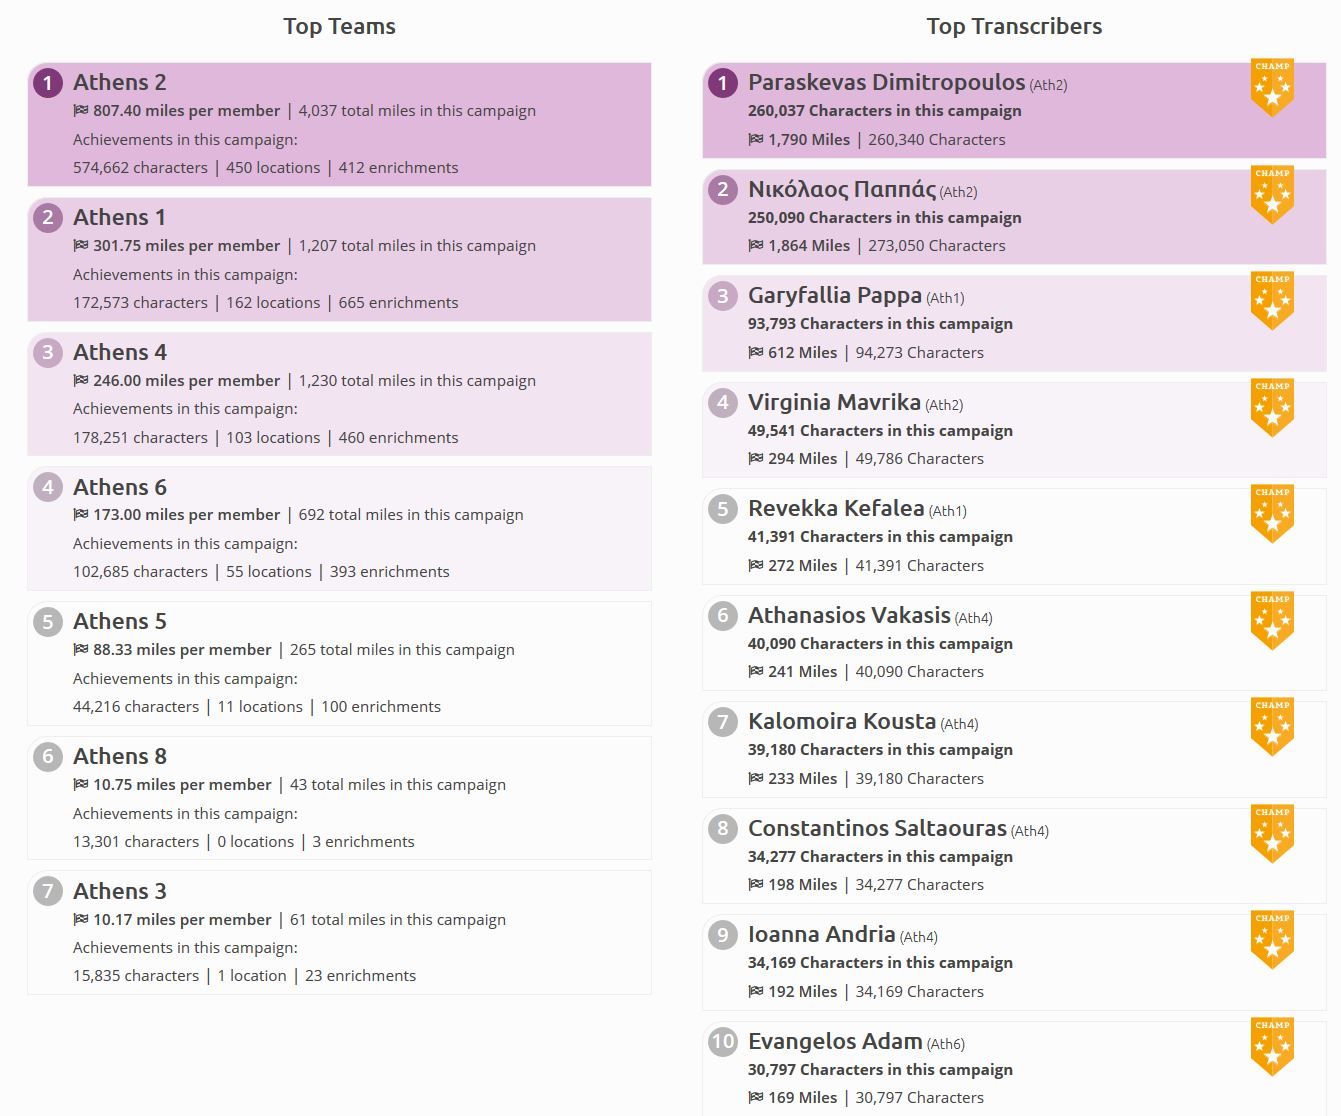 Top Teams
1 Athens 2
807.40 miles per member | 4,037 total miles in this campaign
Achievements in this campaign:
574,662 characters | 450 locations | 412 enrichments
2 Athens 1
301.75 miles per member | 1,207 total miles in this campaign
Achievements in this campaign:
172,573 characters | 162 locations | 665 enrichments
3 Athens 4
246.00 miles per member | 1,230 total miles in this campaign
Achievements in this campaign:
178,251 characters | 103 locations | 460 enrichments
4 Athens 6
173.00 miles per member | 692 total miles in this campaign
Achievements in this campaign:
102,685 characters | 55 locations | 393 enrichments
5 Athens 5
88.33 miles per member | 265 total miles in this campaign
Achievements in this campaign:
44,216 characters | 11 locations | 100 enrichments
6 Athens 8
10.75 miles per member | 43 total miles in this campaign
Achievements in this campaign:
13,301 characters | 0 locations | 3 enrichments
7 Athens 3
10.17 miles per member | 61 total miles in this campaign
Achievements in this campaign:
15,835 characters | 1 location | 23 enrichments
Top Transcribers
1 Paraskevas Dimitropoulos (Ath2) CHAMP
260,037 Characters in this campaign
1,790 Miles | 260,340 Characters
2 Νικόλαος Παππάς (Ath2) CHAMP
250,090 Characters in this campaign
1,864 Miles | 273,050 Characters
3 Garyfallia Pappa (Ath1) CHAMP
93,793 Characters in this campaign
612 Miles | 94,273 Characters
4 Virginia Mavrika (Ath2) CHAMP
49,541 Characters in this campaign
294 Miles | 49,786 Characters
5 Revekka Kefalea (Ath1) CHAMP
41,391 Characters in this campaign
272 Miles | 41,391 Characters
6 Athanasios Vakasis (Ath4) CHAMP
40,090 Characters in this campaign
241 Miles | 40,090 Characters
7 Kalomoira Kousta (Ath4) CHAMP
39,180 Characters in this campaign
233 Miles | 39,180 Characters
8 Constantinos Saltaouras (Ath4) CHAMP
34,277 Characters in this campaign
198 Miles | 34,277 Characters
9 Ioanna Andria (Ath4) CHAMP
34,169 Characters in this campaign
192 Miles | 34,169 Characters
10 Evangelos Adam (Ath6) CHAMP
30,797 Characters in this campaign
169 Miles | 30,797 Characters